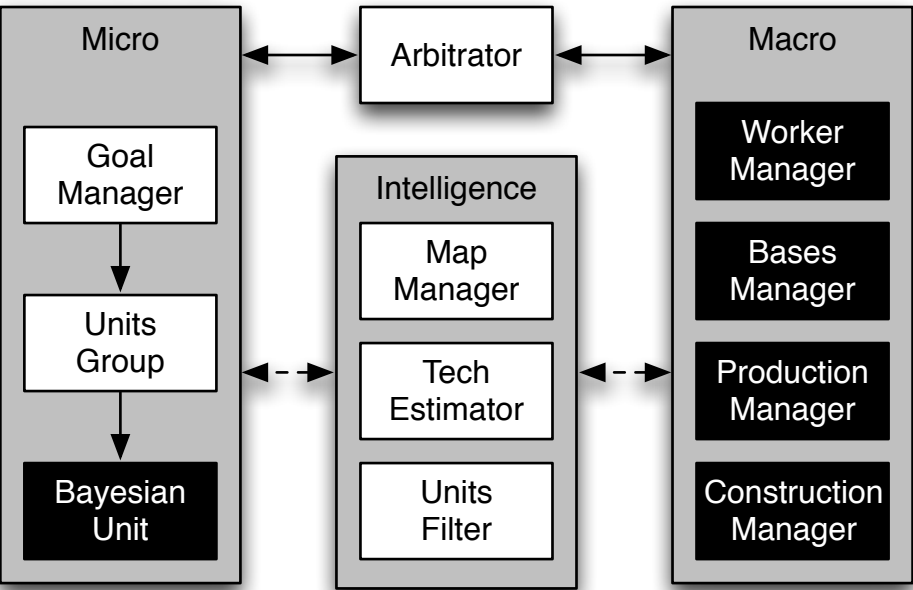 Micro
Goal
Manager
Units
Group
Bayesian
Unit
Arbitrator
Intelligence
Map
Manager
Tech
Estimator
Units
Filter
Macro
Worker
Manager
Bases
Manager
Production
Manager
Construction
Manager